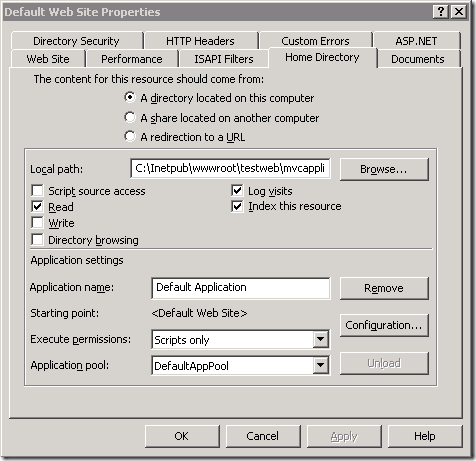 Default Web Site Properties
Directory Security HTTP Headers Custom Errors ASP.NET
Web Site Performance ISAPI Filters Home Directory Documents
The content for this resource should come from:
A directory located on this computer
A share located on another computer
A redirection to a URL
Local path: C:\Inetpub\wwwroot\testweb\mvcappli Browse...
Script source access Log visits
Read Index this resource
Write
Directory browsing
Application settings
Application name: Default Application Remove
Starting point: <Default Web Site>
Configuration...
Execute permissions: Scripts only
Application pool: DefaultAppPool Unload
OK Cancel Apply Help